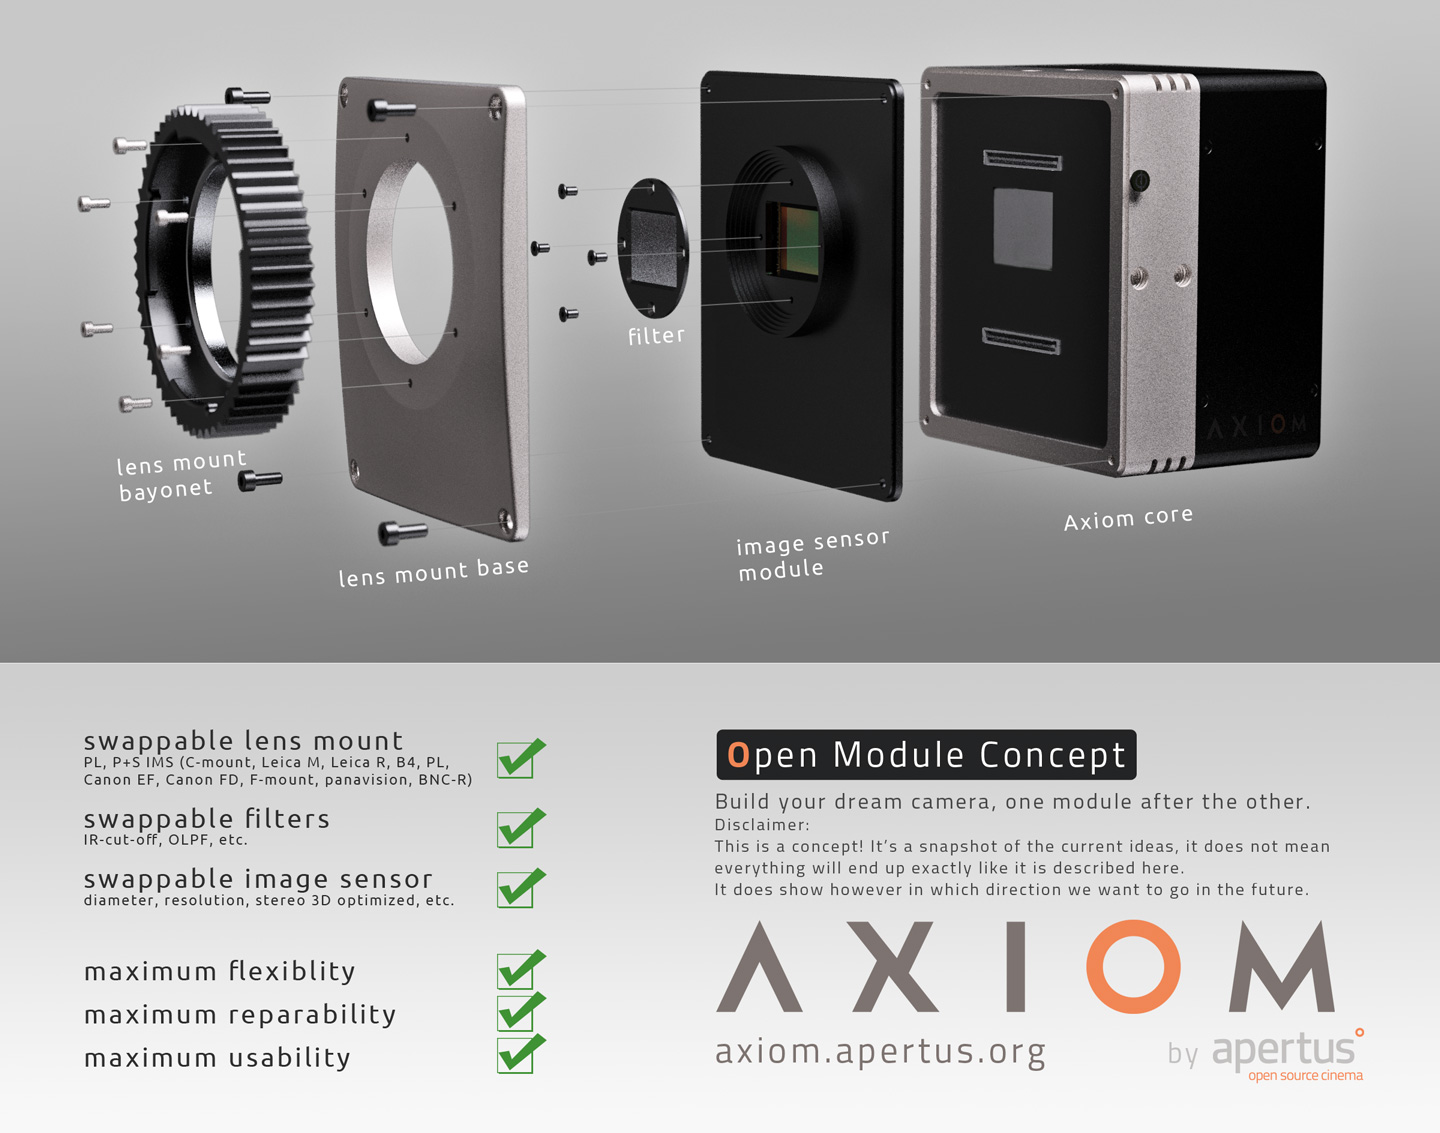 filter
lens mount
bayonet
lens mount base
image sensor
module
Axiom core
AXIOM
swappable lens mount
PL, P+S IMS (C-mount, Leica M, Leica R, B4, PL,
Canon EF, Canon FD, F-mount, panavision, BNC-R)
swappable filters
IR-cut-off, OLPF, etc.
swappable image sensor
diameter, resolution, stereo 3D optimized, etc.
maximum flexiblity
maximum reparability
maximum usability
Open Module Concept
Build your dream camera, one module after the other.
Disclaimer:
This is a concept! It's a snapshot of the current ideas, it does not mean
everything will end up exactly like it is described here.
It does show however in which direction we want to go in the future.
AXIOM
axiom.apertus.org
by apertus°
open source cinema